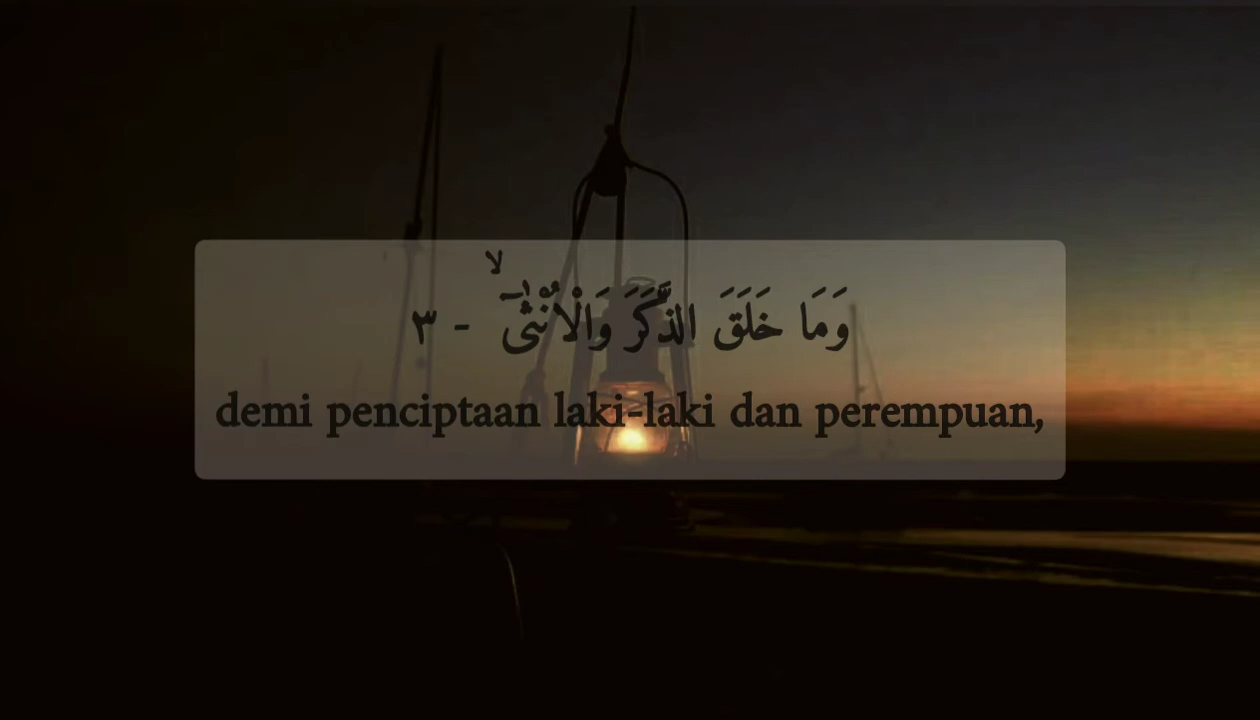 وَمَا خَلَقَ الذَّكَرَ وَالْاُنْثٰىٓ ۙ - ٣
demi penciptaan laki-laki dan perempuan,